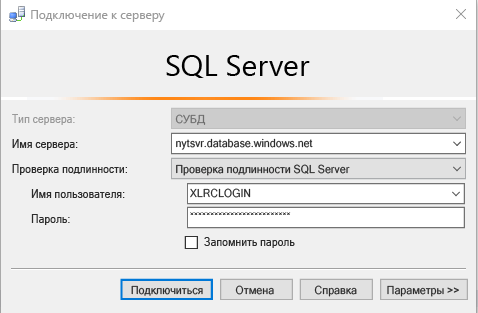 Подключение к серверу
SQL Server
Тип сервера: СУБД
Имя сервера: nytsvr.database.windows.net
Проверка подлинности: Проверка подлинности SQL Server
Имя пользователя: XLRCLOGIN
Пароль: ************************
Запомнить пароль
Подключиться Отмена Справка Параметры >>